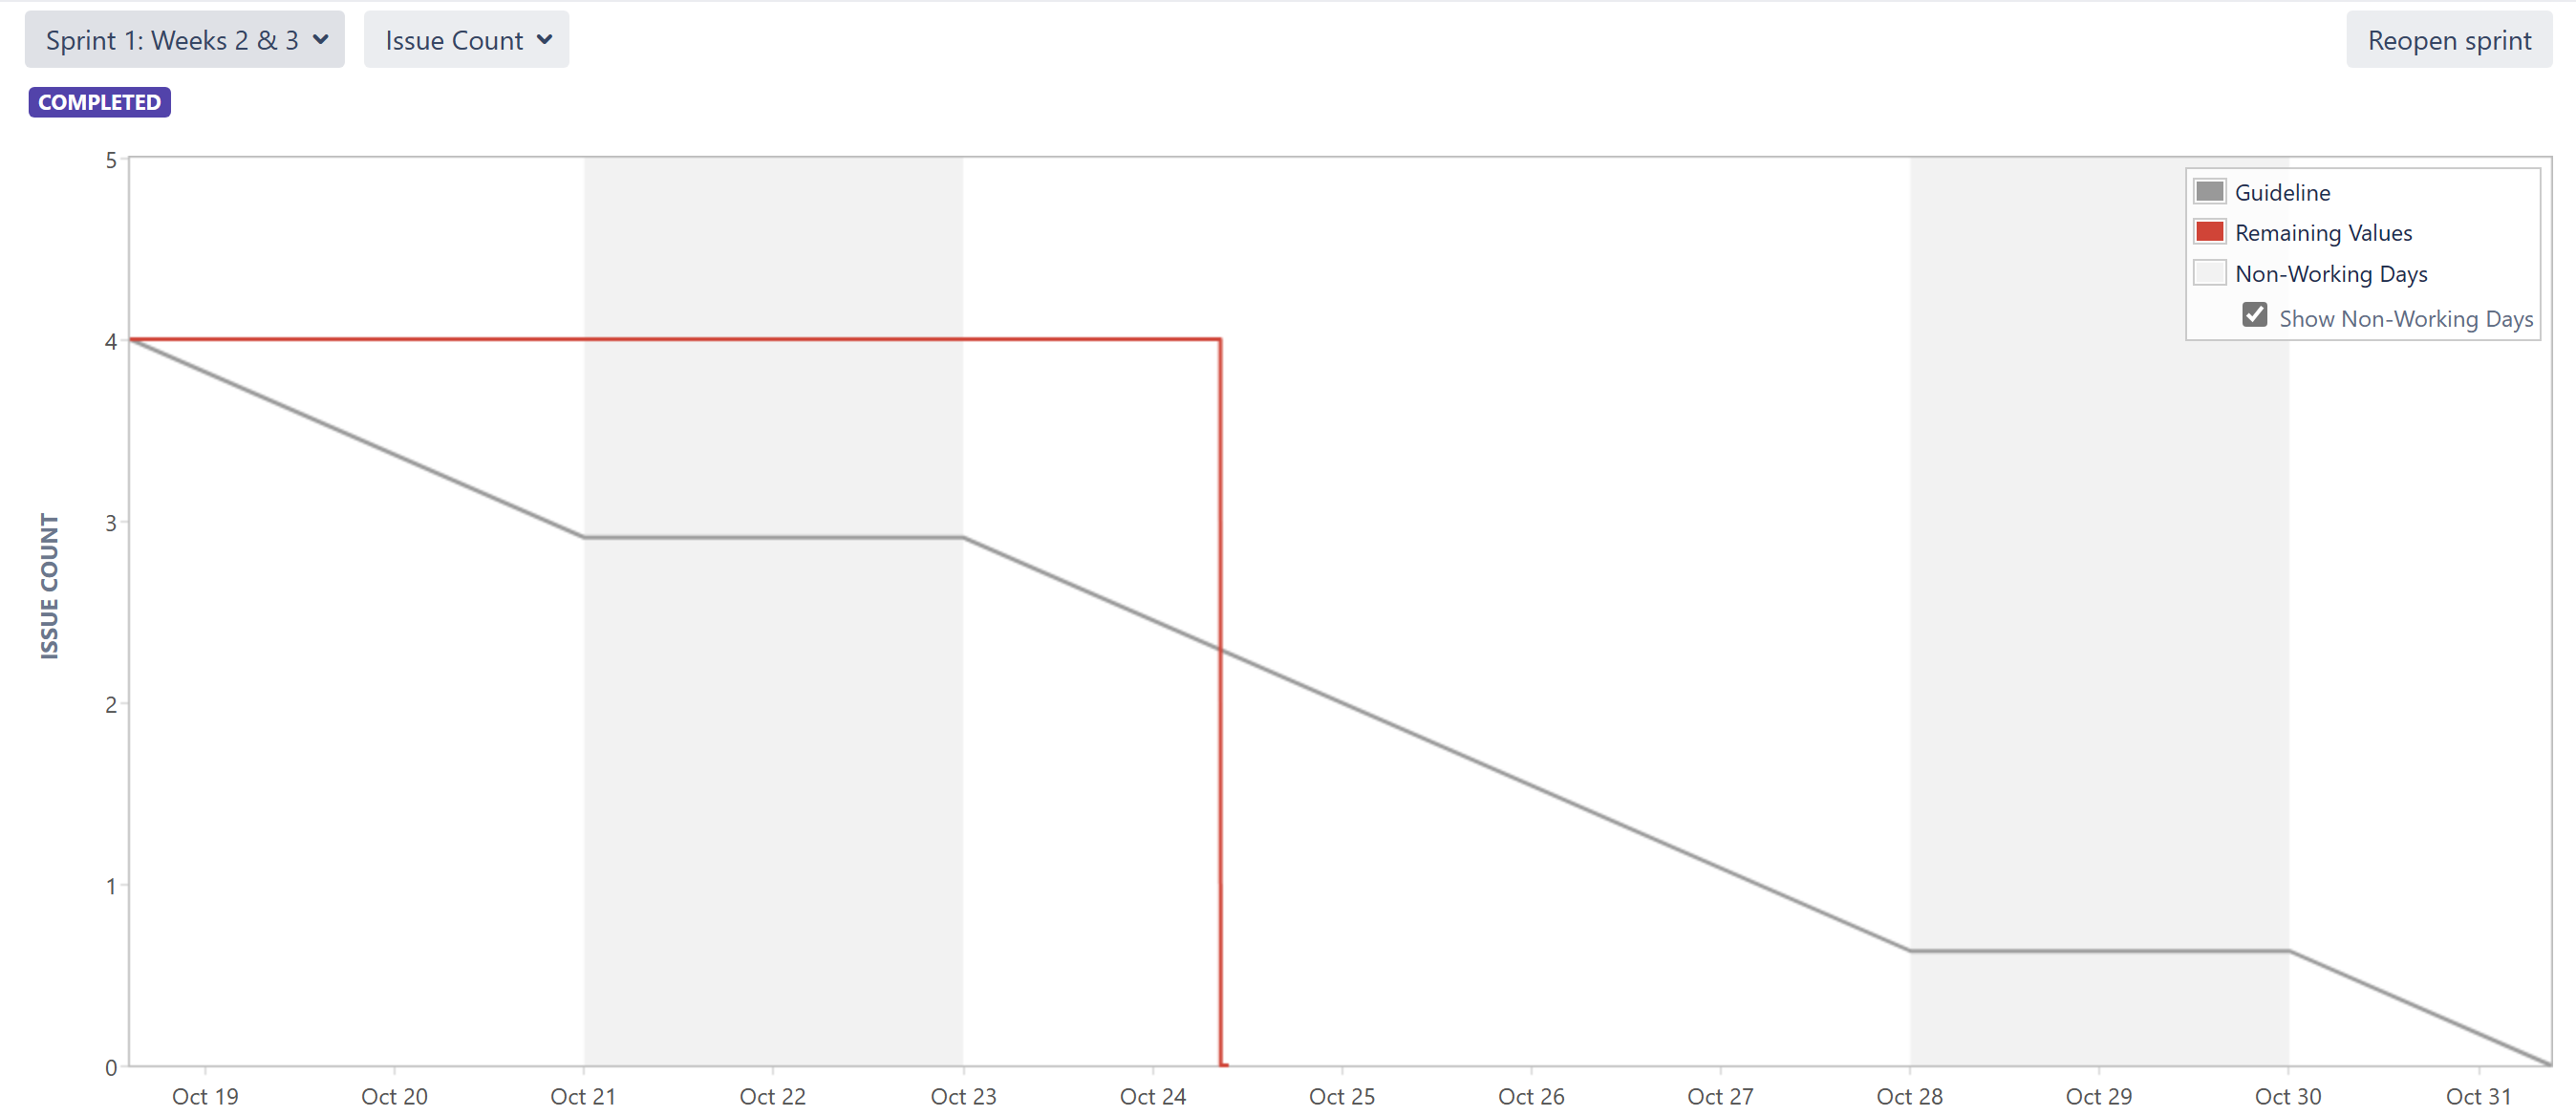 Sprint 1: Weeks 2 & 3 Issue Count Reopen sprint
COMPLETED
Guideline
Remaining Values
Non-Working Days
Show Non-Working Days
ISSUE COUNT
5
4
3
2
1
0
Oct 19 Oct 20 Oct 21 Oct 22 Oct 23 Oct 24 Oct 25 Oct 26 Oct 27 Oct 28 Oct 29 Oct 30 Oct 31